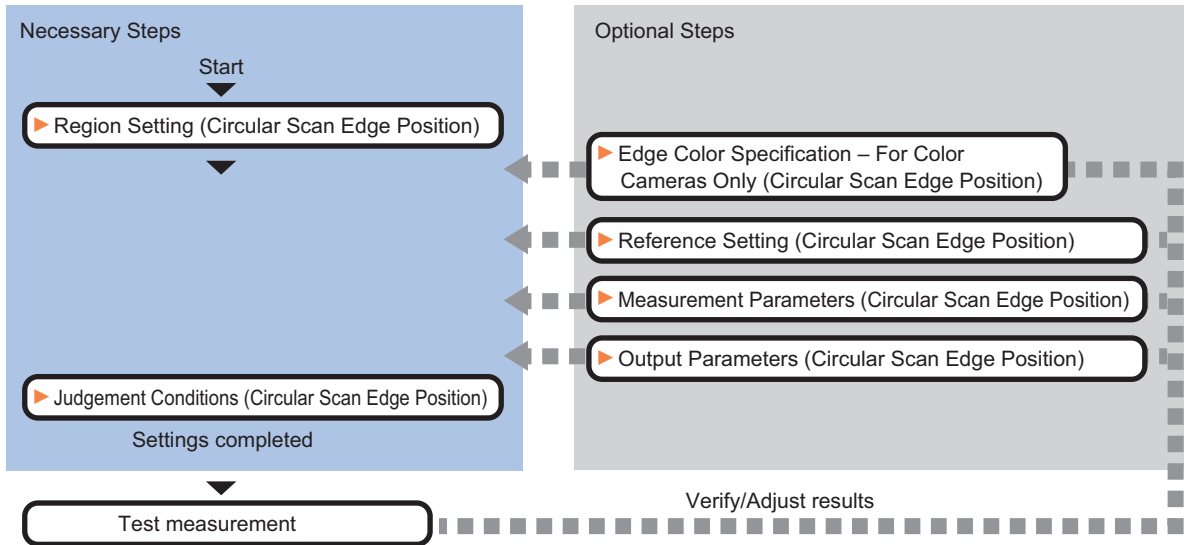 Necessary Steps
Start
Region Setting (Circular Scan Edge Position)
Judgement Conditions (Circular Scan Edge Position)
Settings completed
Test measurement
Optional Steps
Edge Color Specification – For Color
Cameras Only (Circular Scan Edge Position)
Reference Setting (Circular Scan Edge Position)
Measurement Parameters (Circular Scan Edge Position)
Output Parameters (Circular Scan Edge Position)
Verify/Adjust results